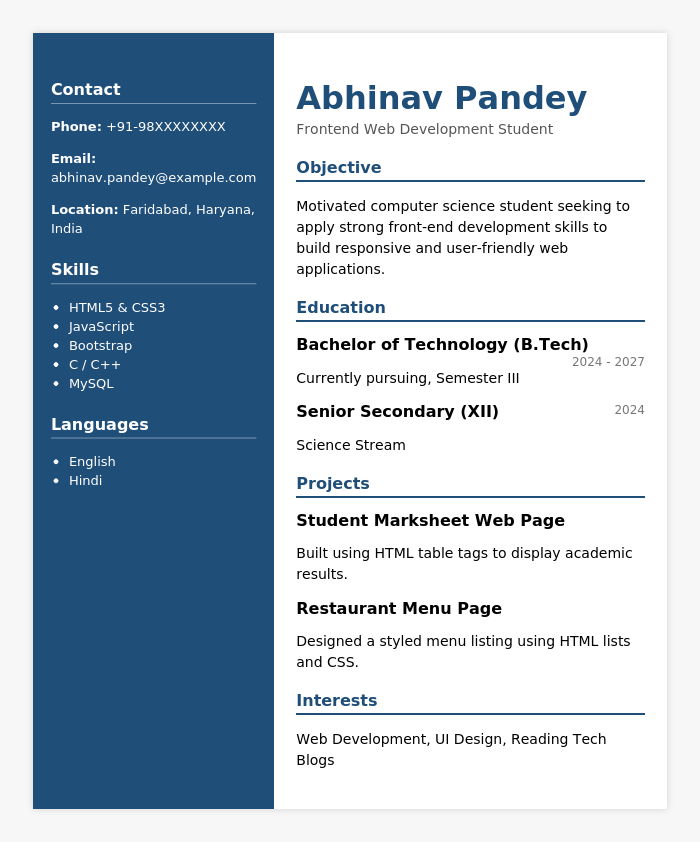 Contact
Phone: +91-98XXXXXXXX
Email:
abhinav.pandey@example.com
Location: Faridabad, Haryana,
India
Skills
• HTML5 & CSS3
• JavaScript
• Bootstrap
• C / C++
• MySQL
Languages
• English
• Hindi
Abhinav Pandey
Frontend Web Development Student
Objective
Motivated computer science student seeking to
apply strong front-end development skills to
build responsive and user-friendly web
applications.
Education
Bachelor of Technology (B.Tech)
2024 - 2027
Currently pursuing, Semester III
Senior Secondary (XII) 2024
Science Stream
Projects
Student Marksheet Web Page
Built using HTML table tags to display academic
results.
Restaurant Menu Page
Designed a styled menu listing using HTML lists
and CSS.
Interests
Web Development, UI Design, Reading Tech
Blogs